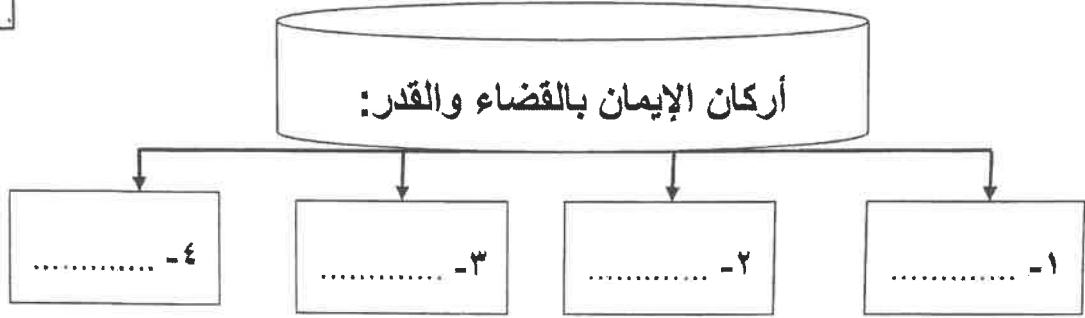 أركان الإيمان بالقضاء والقدر:
١- .............
٢- .............
٣- .............
٤- .............